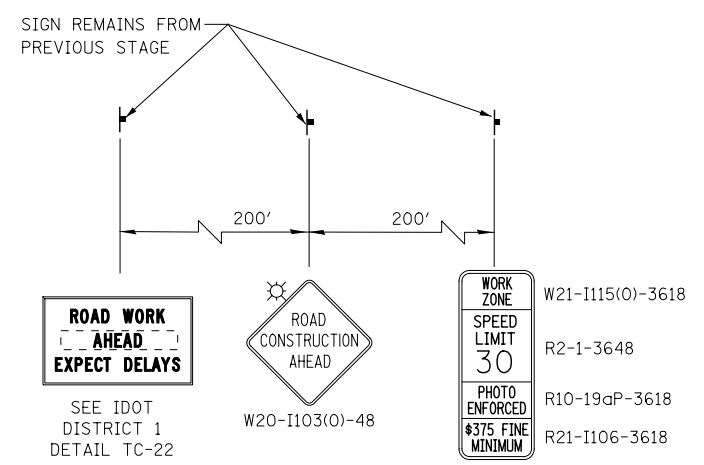 SIGN REMAINS FROM
PREVIOUS STAGE
200'
200'
ROAD WORK
AHEAD
EXPECT DELAYS
SEE IDOT
DISTRICT 1
DETAIL TC-22
ROAD
CONSTRUCTION
AHEAD
W20-I103(O)-48
WORK
ZONE
W21-I115(O)-3618
SPEED
LIMIT
30
R2-1-3648
PHOTO
ENFORCED
R10-19aP-3618
$375 FINE
MINIMUM
R21-I106-3618